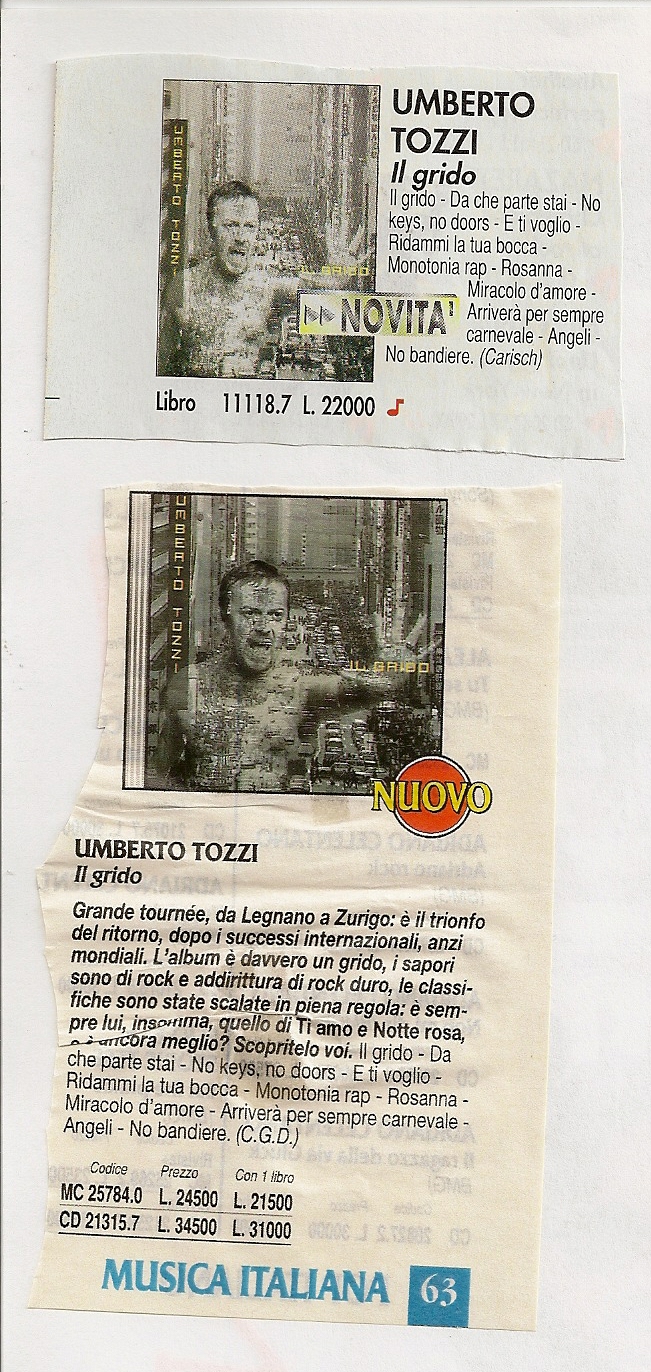 UMBERTO TOZZI
IL GRIDO
UMBERTO
TOZZI
Il grido
Il grido - Da che parte stai - No
keys, no doors - E ti voglio -
Ridammi la tua bocca -
Monotonia rap - Rosanna -
Miracolo d'amore -
Arriverà per sempre
carnevale - Angeli -
No bandiere. (Carisch)
NOVITA'
Libro 11118.7 L. 22000
UMBERTO TOZZI
IL GRIDO
NUOVO
UMBERTO TOZZI
Il grido
Grande tournée, da Legnano a Zurigo: è il trionfo
del ritorno, dopo i successi internazionali, anzi
mondiali. L'album è davvero un grido, i sapori
sono di rock e addirittura di rock duro, le classi-
fiche sono state scalate in piena regola: è sem-
pre lui, insomma, quello di Ti amo e Notte rosa,
o è ancora meglio? Scopritelo voi. Il grido - Da
che parte stai - No keys, no doors - E ti voglio -
Ridammi la tua bocca - Monotonia rap - Rosanna -
Miracolo d'amore - Arriverà per sempre carnevale -
Angeli - No bandiere. (C.G.D.)
Codice Prezzo Con 1 libro
MC 25784.0 L. 24500 L. 21500
CD 21315.7 L. 34500 L. 31000
MUSICA ITALIANA 63